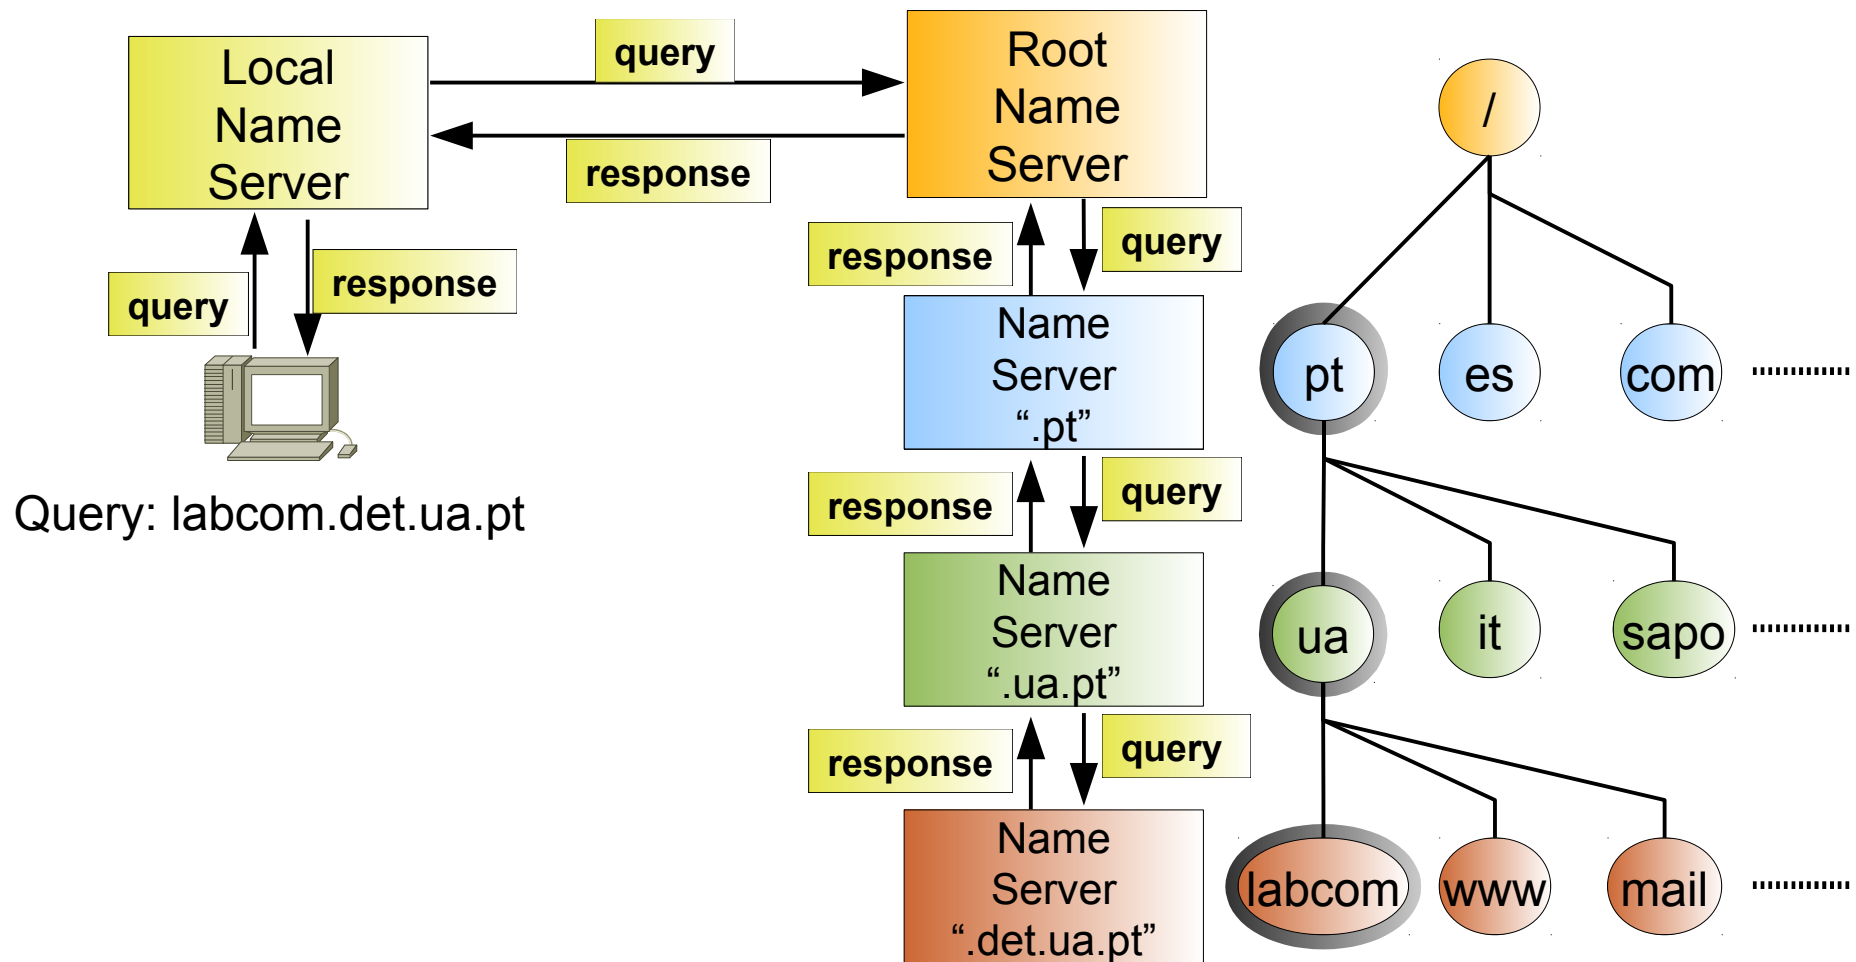 Local
Name
Server
query
response
Root
Name
Server
query
response
Query: labcom.det.ua.pt
response
query
Name
Server
“.pt”
response
query
Name
Server
“.ua.pt”
response
query
Name
Server
“.det.ua.pt”
/
pt
es
com
ua
it
sapo
labcom
www
mail